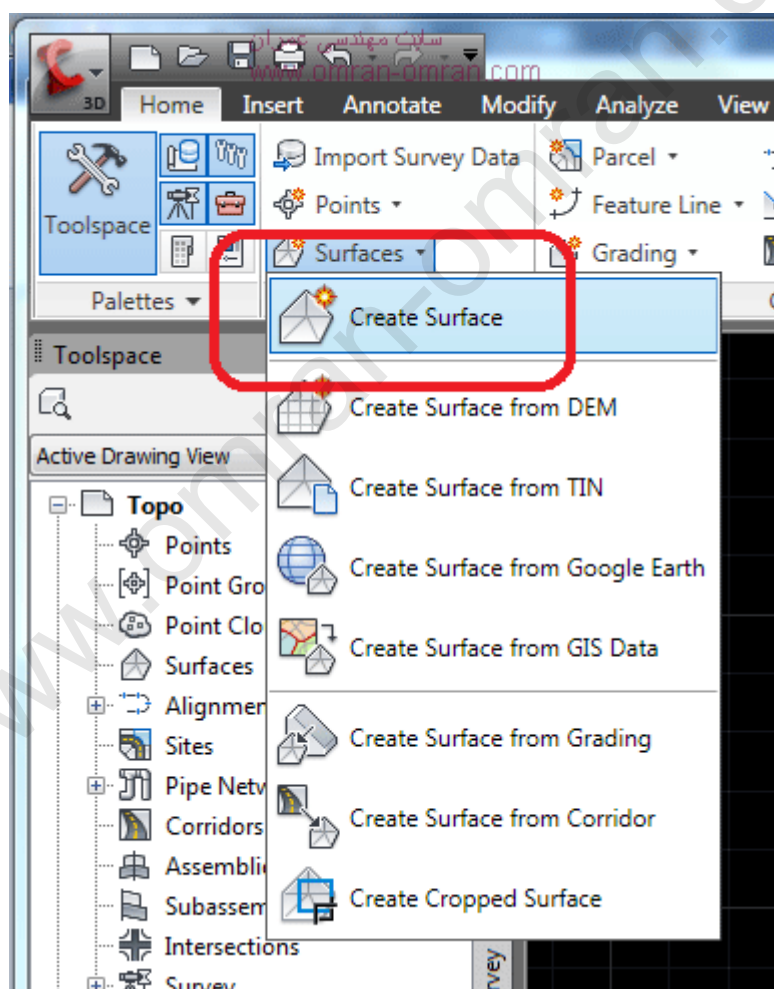 سایت مهندسی عمران
www.omran-omran.com
3D
Home Insert Annotate Modify Analyze View
Toolspace
Import Survey Data
Points
Surfaces
Parcel
Feature Line
Grading
Palettes
Create Surface
Create Surface from DEM
Create Surface from TIN
Create Surface from Google Earth
Create Surface from GIS Data
Create Surface from Grading
Create Surface from Corridor
Create Cropped Surface
Toolspace
Active Drawing View
Topo
Points
Point Gro
Point Clo
Surfaces
Alignmen
Sites
Pipe Netw
Corridors
Assemblie
Subassem
Intersections
Survey
rvey
www.omran-omran.c